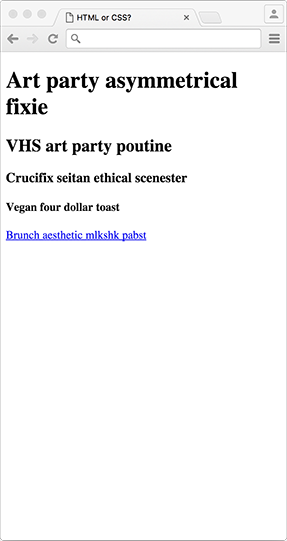 HTML or CSS?
Art party asymmetrical
fixie
VHS art party poutine
Crucifix seitan ethical scenester
Vegan four dollar toast
Brunch aesthetic mlkshk pabst